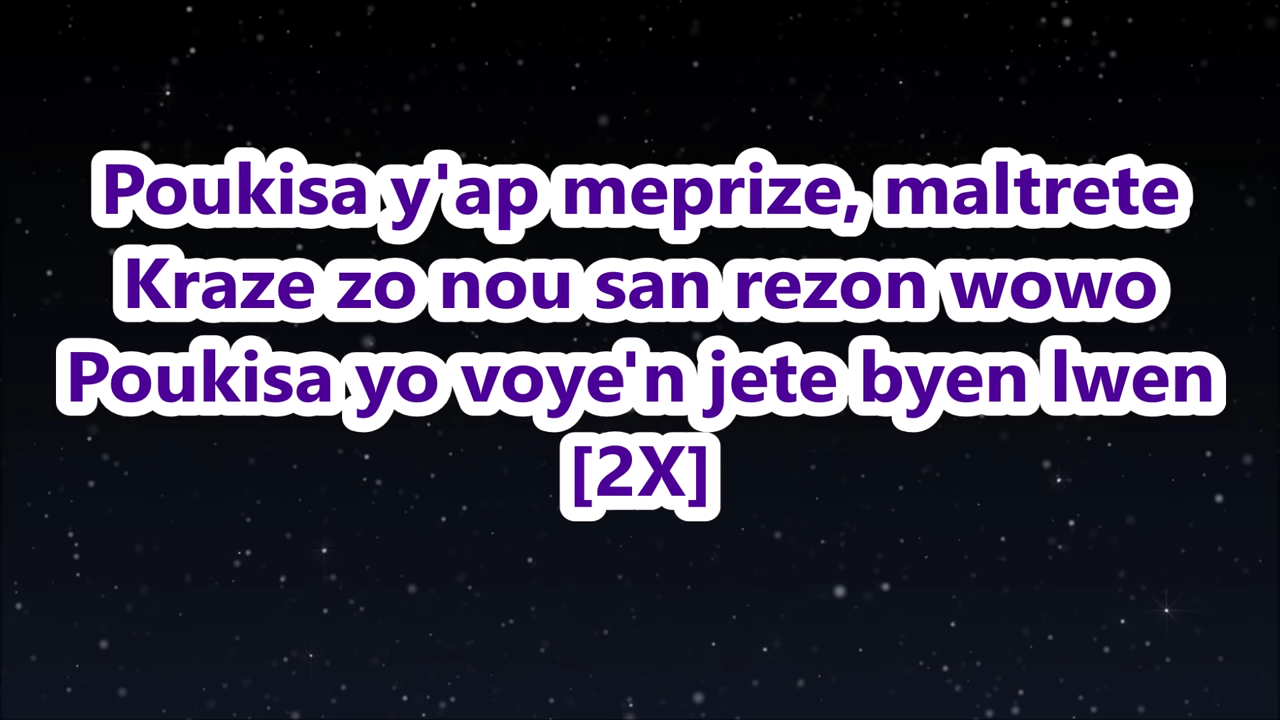 Poukisa y'ap meprize, maltrete
Kraze zo nou san rezon wowo
Poukisa yo voye'n jete byen lwen
[2X]